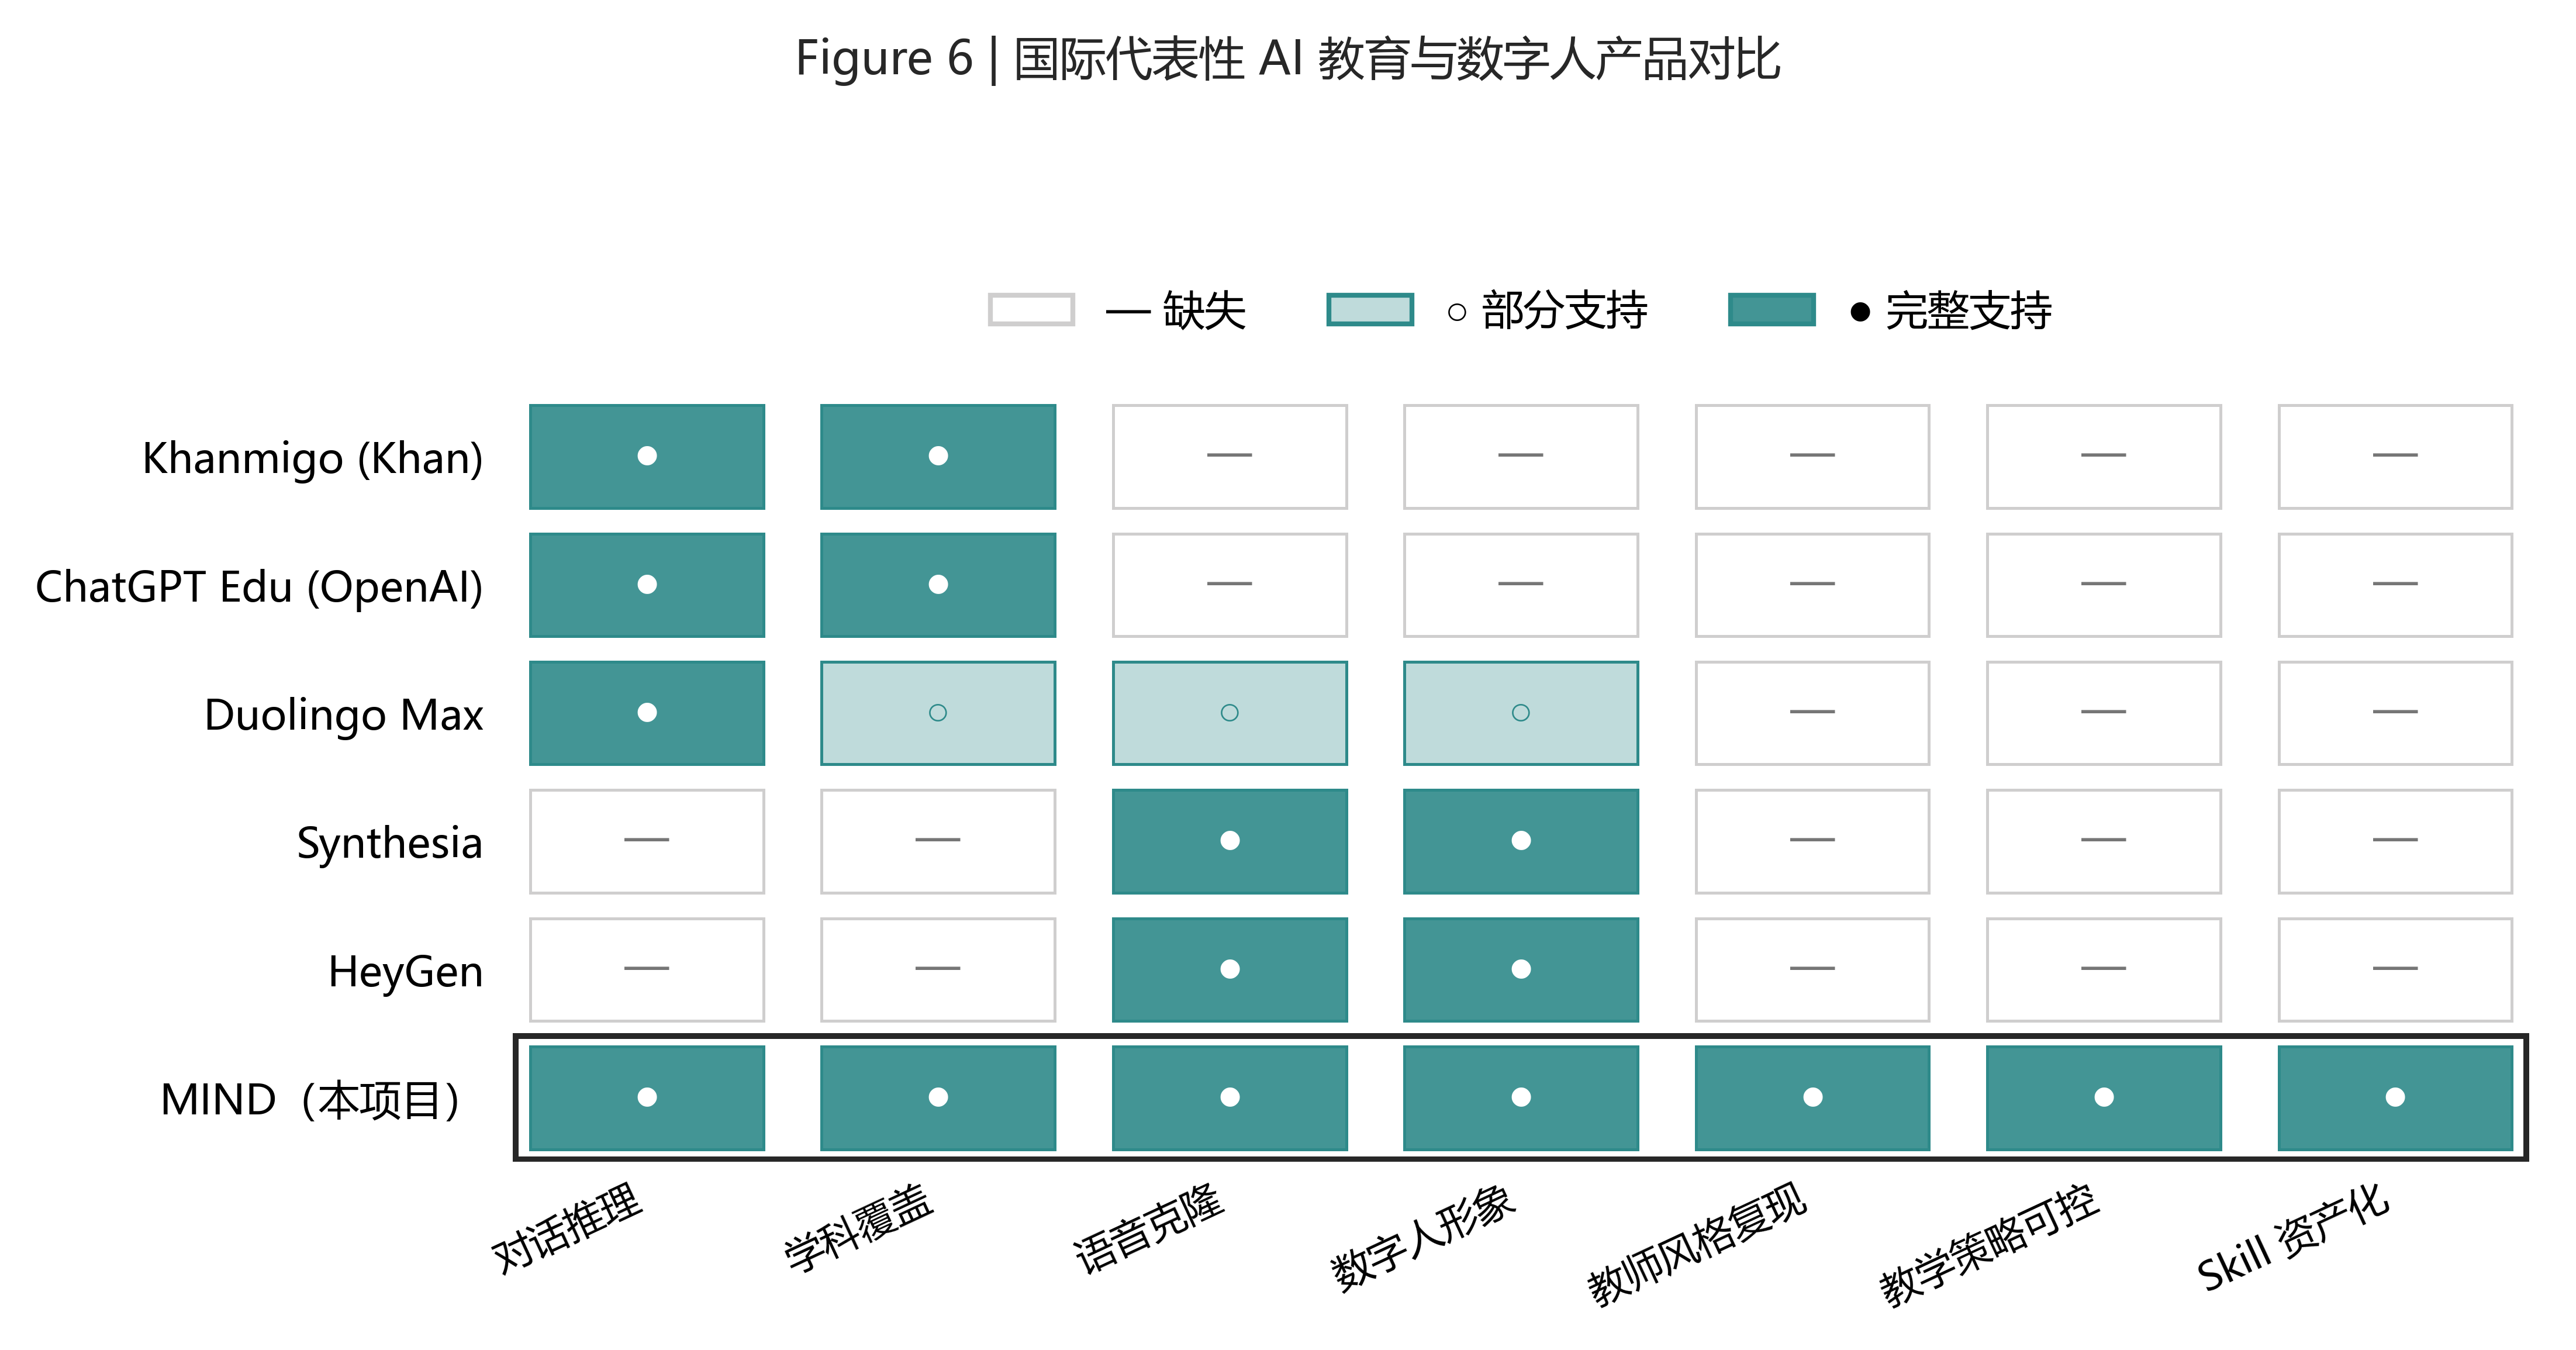 Figure 6 | 国际代表性 AI 教育与数字人产品对比
— 缺失 ○ 部分支持 ● 完整支持
Khanmigo (Khan) ● ● — — — — —
ChatGPT Edu (OpenAI) ● ● — — — — —
Duolingo Max ● ○ ○ ○ — — —
Synthesia — — ● ● — — —
HeyGen — — ● ● — — —
MIND（本项目） ● ● ● ● ● ● ●
对话推理 学科覆盖 语音克隆 数字人形象 教师风格复现 教学策略可控 Skill 资产化